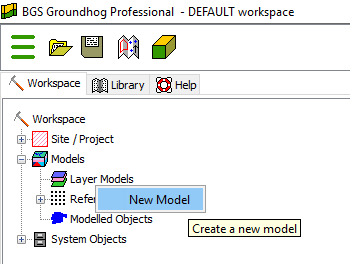 BGS Groundhog Professional - DEFAULT workspace
Workspace Library Help
Workspace
Site / Project
Models
Layer Models
Refe
New Model
Modelled Objects
Create a new model
System Objects